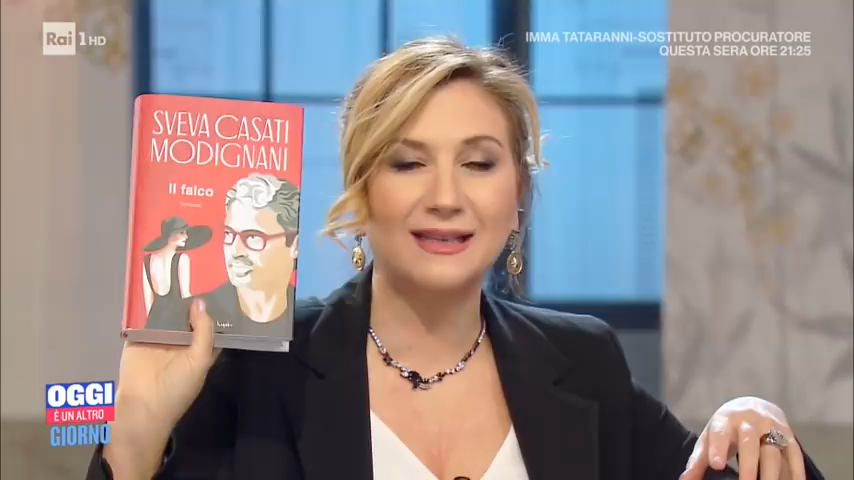 Rai 1 HD
IMMA TATARANNI-SOSTITUTO PROCURATORE
QUESTA SERA ORE 21:25
SVEVA CASATI
MODIGNANI
Il falco
OGGI
È UN ALTRO
GIORNO